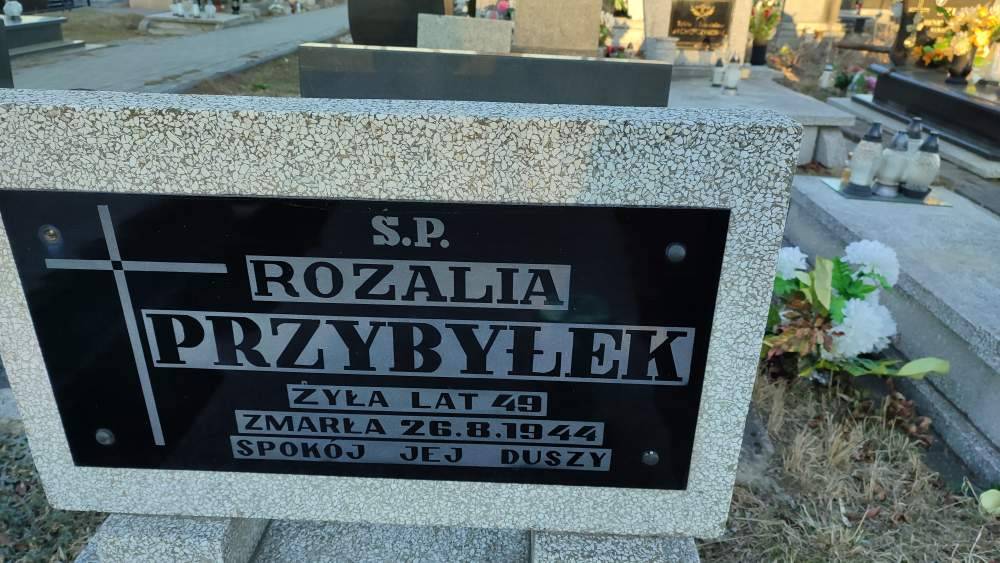 Ś.P.
ROZALIA
PRZYBYŁEK
ŻYŁA LAT 49
ZMARŁA 26.8.1944
SPOKÓJ JEJ DUSZY